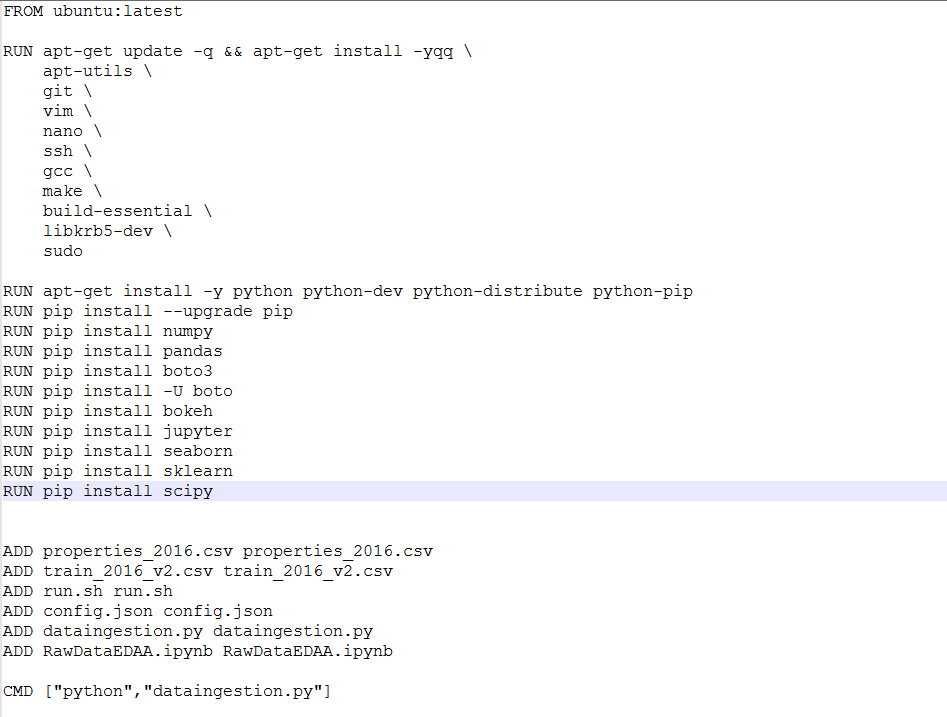 FROM ubuntu:latest
RUN apt-get update -q && apt-get install -yqq \
apt-utils \
git \
vim \
nano \
ssh \
gcc \
make \
build-essential \
libkrb5-dev \
sudo
RUN apt-get install -y python python-dev python-distribute python-pip
RUN pip install --upgrade pip
RUN pip install numpy
RUN pip install pandas
RUN pip install boto3
RUN pip install -U boto
RUN pip install bokeh
RUN pip install jupyter
RUN pip install seaborn
RUN pip install sklearn
RUN pip install scipy
ADD properties_2016.csv properties_2016.csv
ADD train_2016_v2.csv train_2016_v2.csv
ADD run.sh run.sh
ADD config.json config.json
ADD dataingestion.py dataingestion.py
ADD RawDataEDAA.ipynb RawDataEDAA.ipynb
CMD ["python","dataingestion.py"]